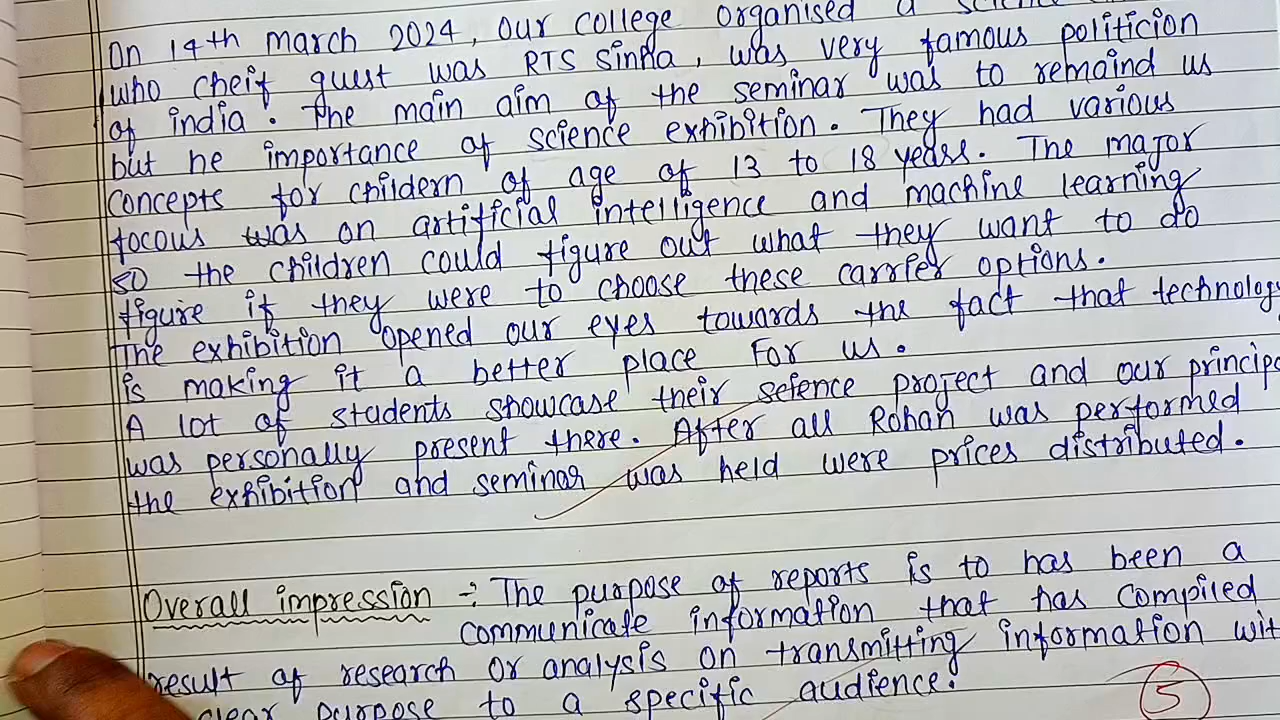 On 14th march 2024, our college organised a science
who cheif guest was RTS Sinha, was very famous politicion
of india. The main aim of the seminar was to remaind us
but he importance of science exhibition. They had various
concepts for childern of age of 13 to 18 years. The major
focous was on artificial intelligence and machine learning
so the children could figure out what they want to do
figure if they were to choose these carrier options.
The exhibition opened our eyes towards the fact that technology
is making it a better place for us.
A lot of students showcase their science project and our principa
was personally present there. After all Rohan was performed
the exhibition and seminar was held were prices distributed.
Overall impression :- The purpose of reports is to has been a
communicate information that has compiled
result of research or analysis on transmitting information wit
clear purpose to a specific audience.
5